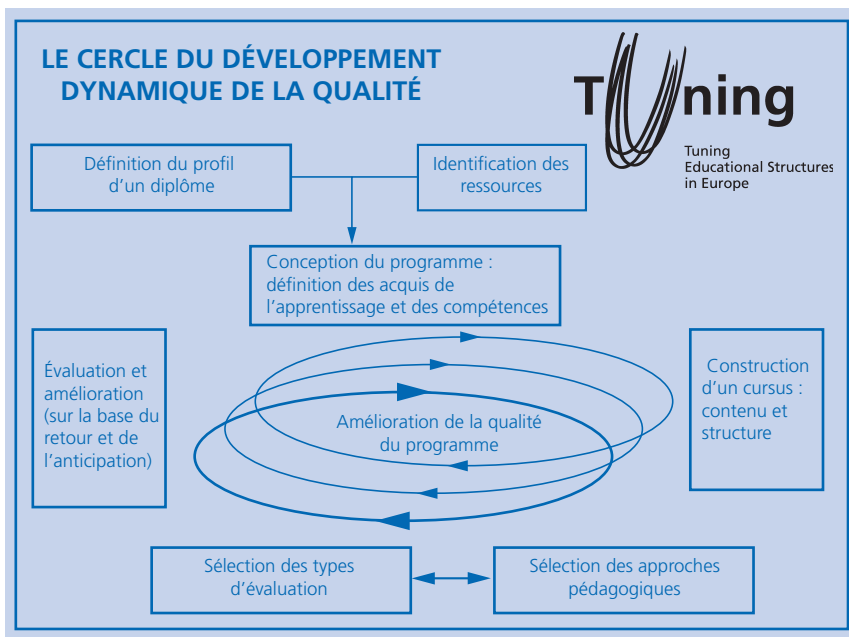 LE CERCLE DU DÉVELOPPEMENT
DYNAMIQUE DE LA QUALITÉ
Tuning
Tuning
Educational Structures
in Europe
Définition du profil
d'un diplôme
Identification des
ressources
Conception du programme :
définition des acquis de
l'apprentissage et des compétences
Évaluation et
amélioration
(sur la base du
retour et de
l'anticipation)
Amélioration de la qualité
du programme
Construction
d'un cursus :
contenu et
structure
Sélection des types
d'évaluation
Sélection des approches
pédagogiques